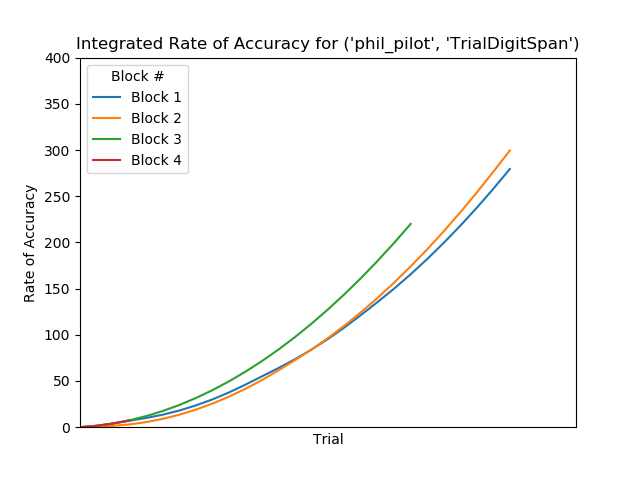 Integrated Rate of Accuracy for ('phil_pilot', 'TrialDigitSpan')
400
350
300
250
200
150
100
50
0
Rate of Accuracy
Block #
Block 1
Block 2
Block 3
Block 4
Trial